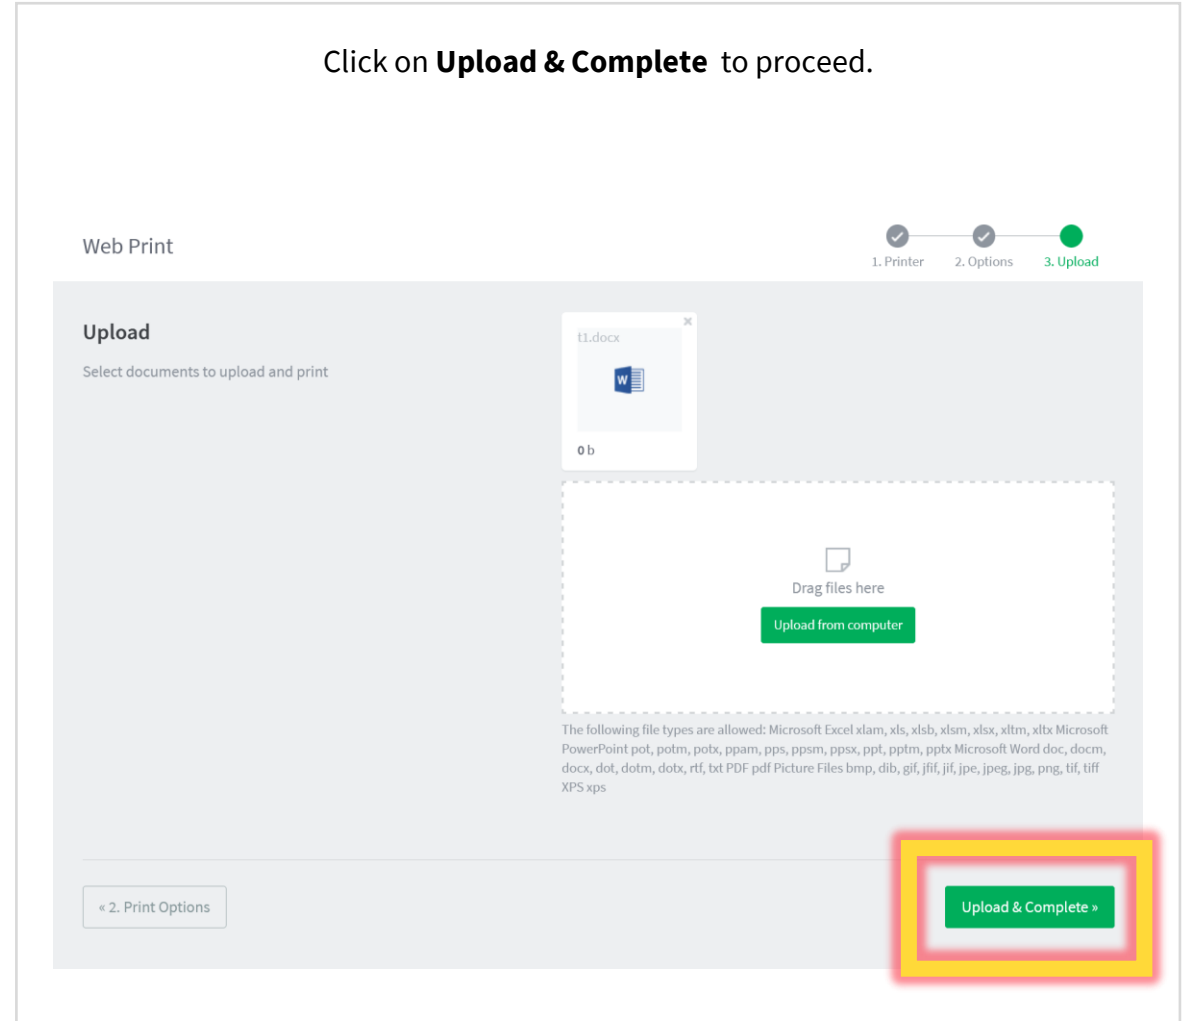 Click on Upload & Complete to proceed.
Web Print
1. Printer
2. Options
3. Upload
Upload
Select documents to upload and print
t1.docx
W
0 b
Drag files here
Upload from computer
The following file types are allowed: Microsoft Excel xlam, xls, xlsb, xlsm, xlsx, xltm, xltx Microsoft
PowerPoint pot, potm, potx, ppam, pps, ppsm, ppsx, ppt, pptm, pptx Microsoft Word doc, docm,
docx, dot, dotm, dotx, rtf, txt PDF pdf Picture Files bmp, dib, gif, jfif, jif, jpe, jpeg, jpg, png, tif, tiff
XPS xps
« 2. Print Options
Upload & Complete »